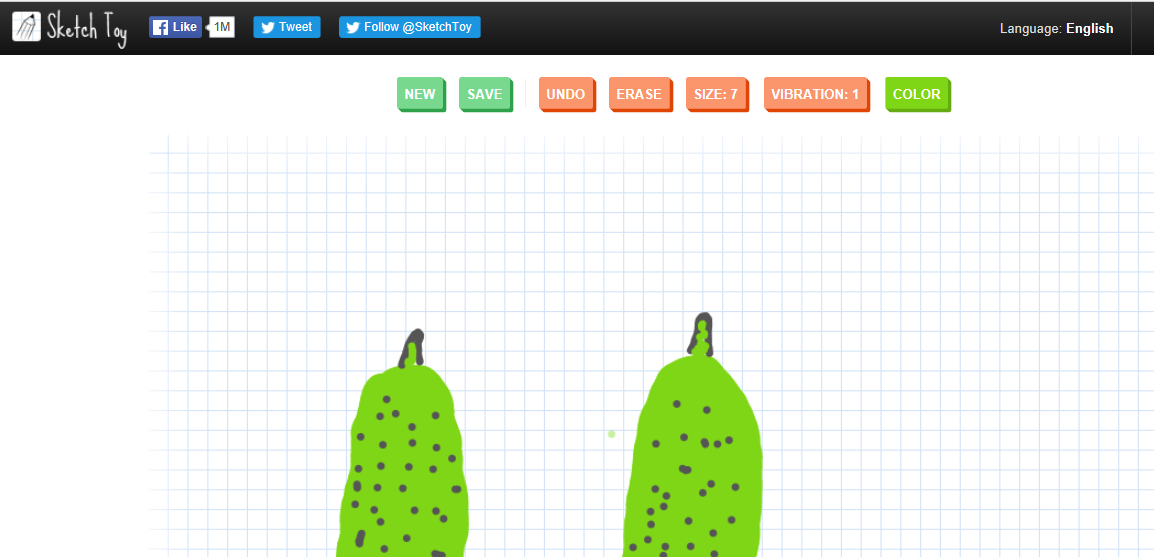 Sketch Toy Like 1M Tweet Follow @SketchToy Language: English
NEW SAVE UNDO ERASE SIZE: 7 VIBRATION: 1 COLOR